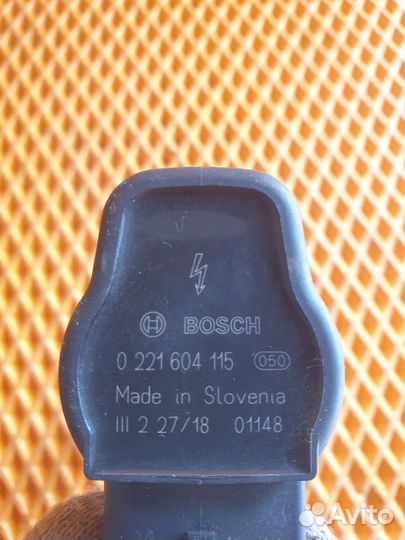 BOSCH
0 221 604 115 050
Made in Slovenia
III 2 27/18 01148
Avito